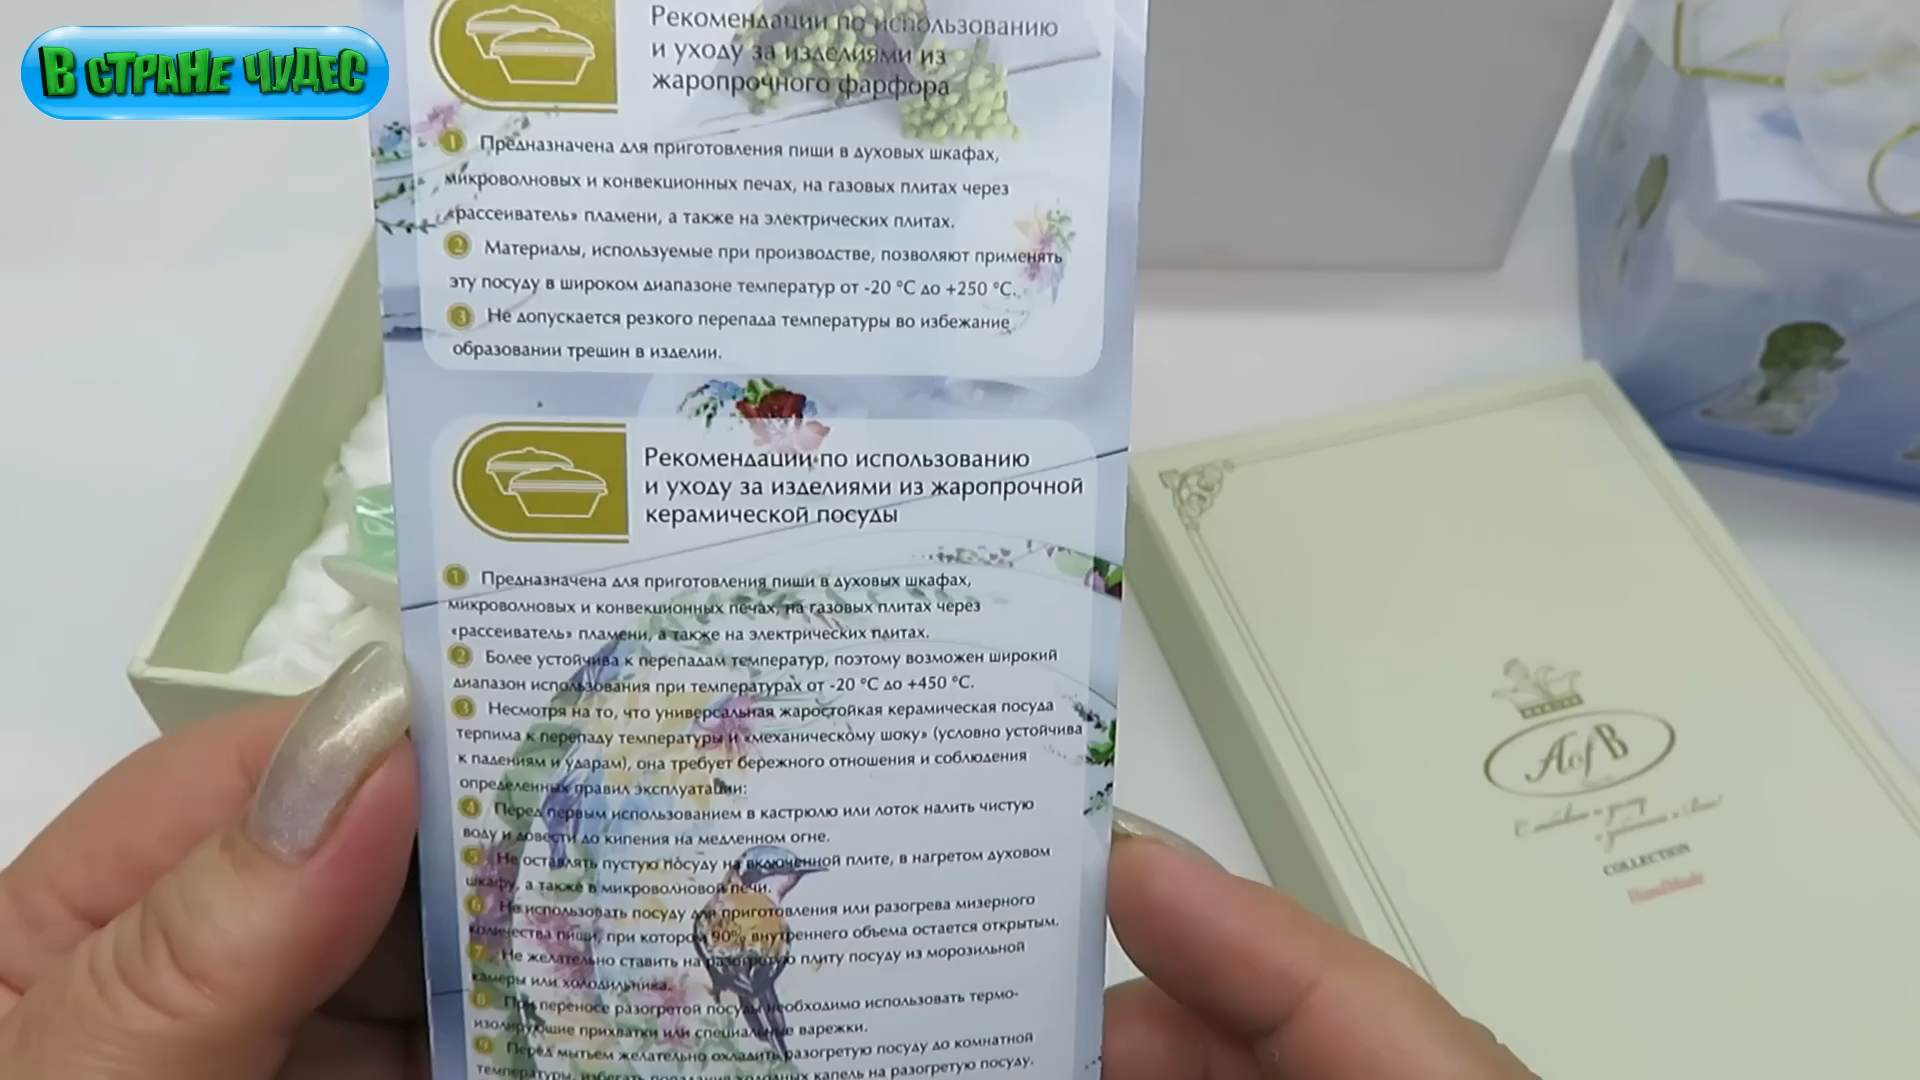 В СТРАНЕ ЧУДЕС
Рекомендации по использованию
и уходу за изделиями из
жаропрочного фарфора
1 Предназначена для приготовления пищи в духовых шкафах,
микроволновых и конвекционных печах, на газовых плитах через
«рассеиватель» пламени, а также на электрических плитах.
2 Материалы, используемые при производстве, позволяют применять
эту посуду в широком диапазоне температур от -20 °С до +250 °С.
3 Не допускается резкого перепада температуры во избежание
образовании трещин в изделии.
Рекомендации по использованию
и уходу за изделиями из жаропрочной
керамической посуды
1 Предназначена для приготовления пищи в духовых шкафах,
микроволновых и конвекционных печах, на газовых плитах через
«рассеиватель» пламени, а также на электрических плитах.
2 Более устойчива к перепадам температур, поэтому возможен широкий
диапазон использования при температурах от -20 °С до +450 °С.
3 Несмотря на то, что универсальная жаростойкая керамическая посуда
терпима к перепаду температуры и «механическому шоку» (условно устойчива
к падениям и ударам), она требует бережного отношения и соблюдения
определенных правил эксплуатации:
4 Перед первым использованием в кастрюлю или лоток налить чистую
воду и довести до кипения на медленном огне.
5 Не оставлять пустую посуду на включенной плите, в нагретом духовом
шкафу, а также в микроволновой печи.
6 Не использовать посуду для приготовления или разогрева мизерного
количества пищи, при котором 90% внутреннего объема остается открытым.
7 Не желательно ставить на разогретую плиту посуду из морозильной
камеры или холодильника.
8 При переносе разогретой посуды необходимо использовать термо-
изолирующие прихватки или специальные варежки.
9 Перед мытьем желательно охладить разогретую посуду до комнатной
температуры, избегать попадания холодных капель на разогретую посуду.
AofB
COLLECTION
HandMade